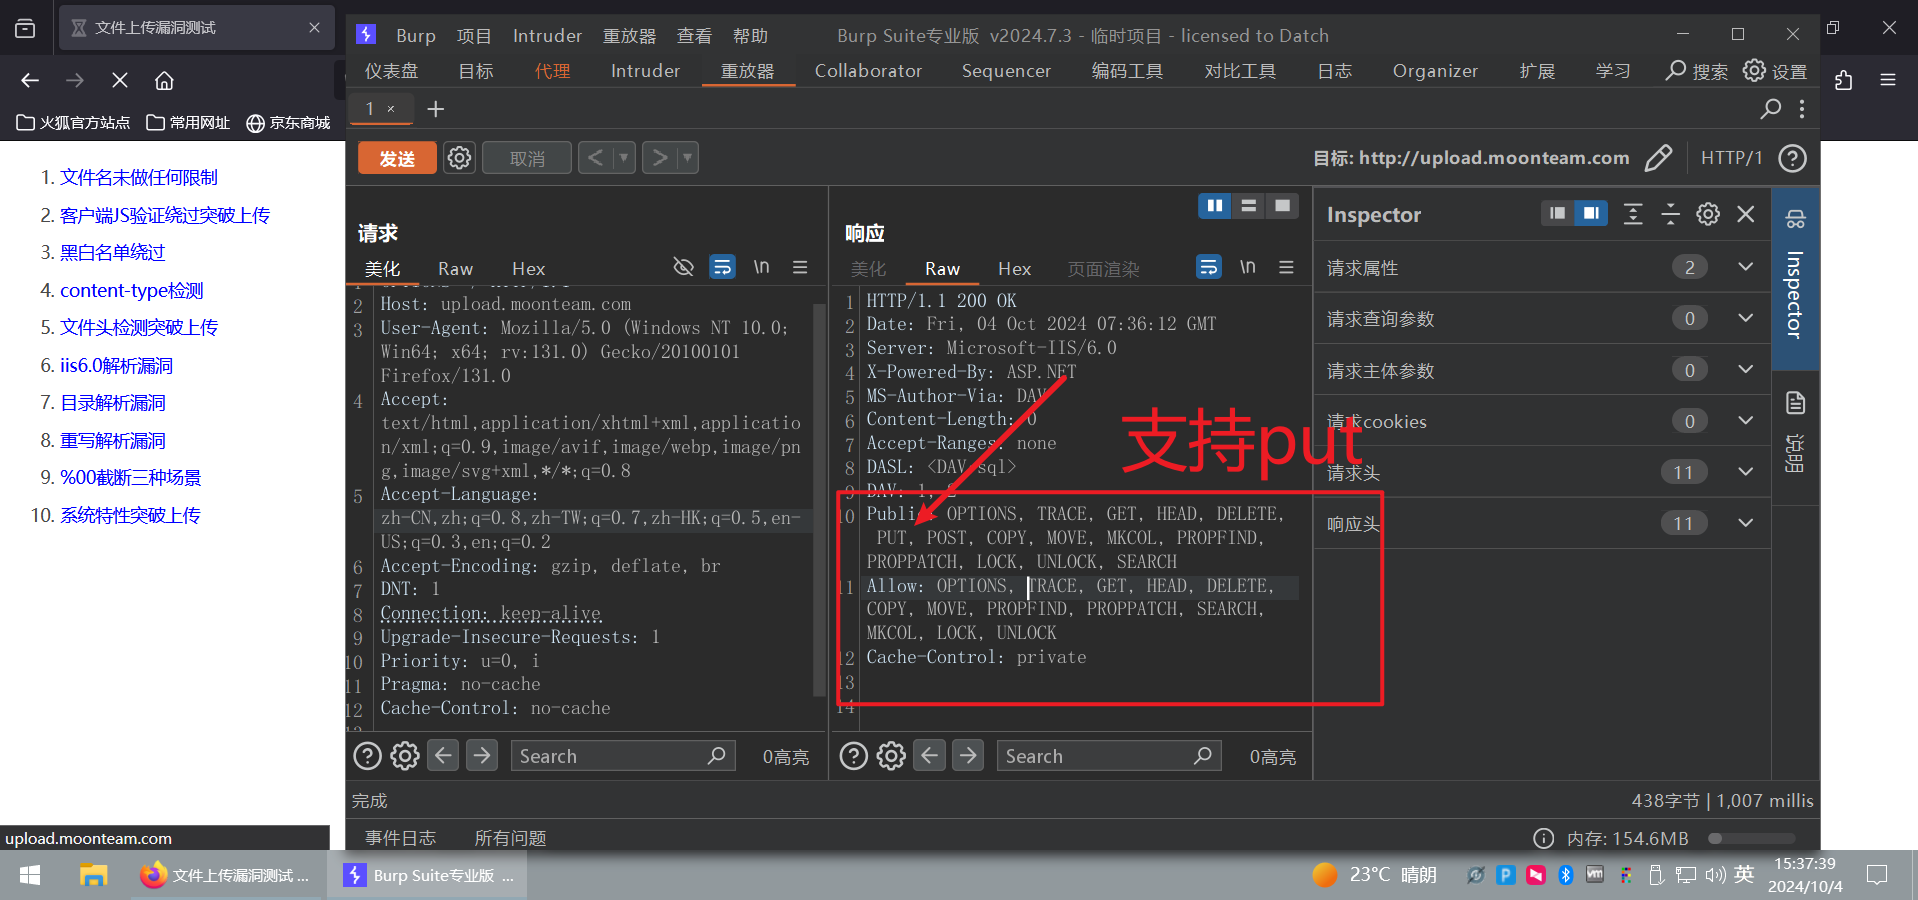 文件上传漏洞测试
火狐官方站点
常用网址
京东商城
1. 文件名未做任何限制
2. 客户端JS验证绕过突破上传
3. 黑白名单绕过
4. content-type检测
5. 文件头检测突破上传
6. iis6.0解析漏洞
7. 目录解析漏洞
8. 重写解析漏洞
9. %00截断三种场景
10. 系统特性突破上传
upload.moonteam.com
Burp 项目 Intruder 重放器 查看 帮助 Burp Suite专业版 v2024.7.3 - 临时项目 - licensed to Datch
仪表盘 目标 代理 Intruder 重放器 Collaborator Sequencer 编码工具 对比工具 日志 Organizer 扩展 学习 搜索 设置
1 × +
发送 取消 < > 目标: http://upload.moonteam.com HTTP/1
请求
美化 Raw Hex \n
2 Host: upload.moonteam.com
3 User-Agent: Mozilla/5.0 (Windows NT 10.0;
Win64; x64; rv:131.0) Gecko/20100101
Firefox/131.0
4 Accept:
text/html,application/xhtml+xml,applicatio
n/xml;q=0.9,image/avif,image/webp,image/pn
g,image/svg+xml,*/*;q=0.8
5 Accept-Language:
zh-CN,zh;q=0.8,zh-TW;q=0.7,zh-HK;q=0.5,en-
US;q=0.3,en;q=0.2
6 Accept-Encoding: gzip, deflate, br
7 DNT: 1
8 Connection: keep-alive
9 Upgrade-Insecure-Requests: 1
10 Priority: u=0, i
11 Pragma: no-cache
12 Cache-Control: no-cache
Search 0高亮
响应
美化 Raw Hex 页面渲染 \n
1 HTTP/1.1 200 OK
2 Date: Fri, 04 Oct 2024 07:36:12 GMT
3 Server: Microsoft-IIS/6.0
4 X-Powered-By: ASP.NET
5 MS-Author-Via: DAV
6 Content-Length: 0
7 Accept-Ranges: none
8 DASL: <DAV:sql>
9 DAV: 1, 2
10 Public: OPTIONS, TRACE, GET, HEAD, DELETE,
PUT, POST, COPY, MOVE, MKCOL, PROPFIND,
PROPPATCH, LOCK, UNLOCK, SEARCH
11 Allow: OPTIONS, TRACE, GET, HEAD, DELETE,
COPY, MOVE, PROPFIND, PROPPATCH, SEARCH,
MKCOL, LOCK, UNLOCK
12 Cache-Control: private
13
14
支持put
Search 0高亮
Inspector
请求属性 2
请求查询参数 0
请求主体参数 0
请求cookies 0
请求头 11
响应头 11
Inspector
说明
完成 438字节 | 1,007 millis
事件日志 所有问题 内存: 154.6MB
文件上传漏洞测试 ...
Burp Suite专业版 ...
23°C 晴朗
英
15:37:39
2024/10/4